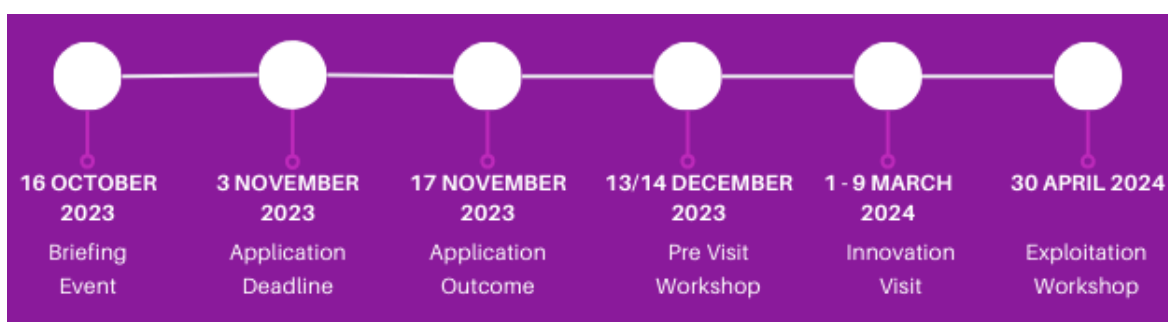 16 OCTOBER
2023
Briefing
Event
3 NOVEMBER
2023
Application
Deadline
17 NOVEMBER
2023
Application
Outcome
13/14 DECEMBER
2023
Pre Visit
Workshop
1 - 9 MARCH
2024
Innovation
Visit
30 APRIL 2024
Exploitation
Workshop